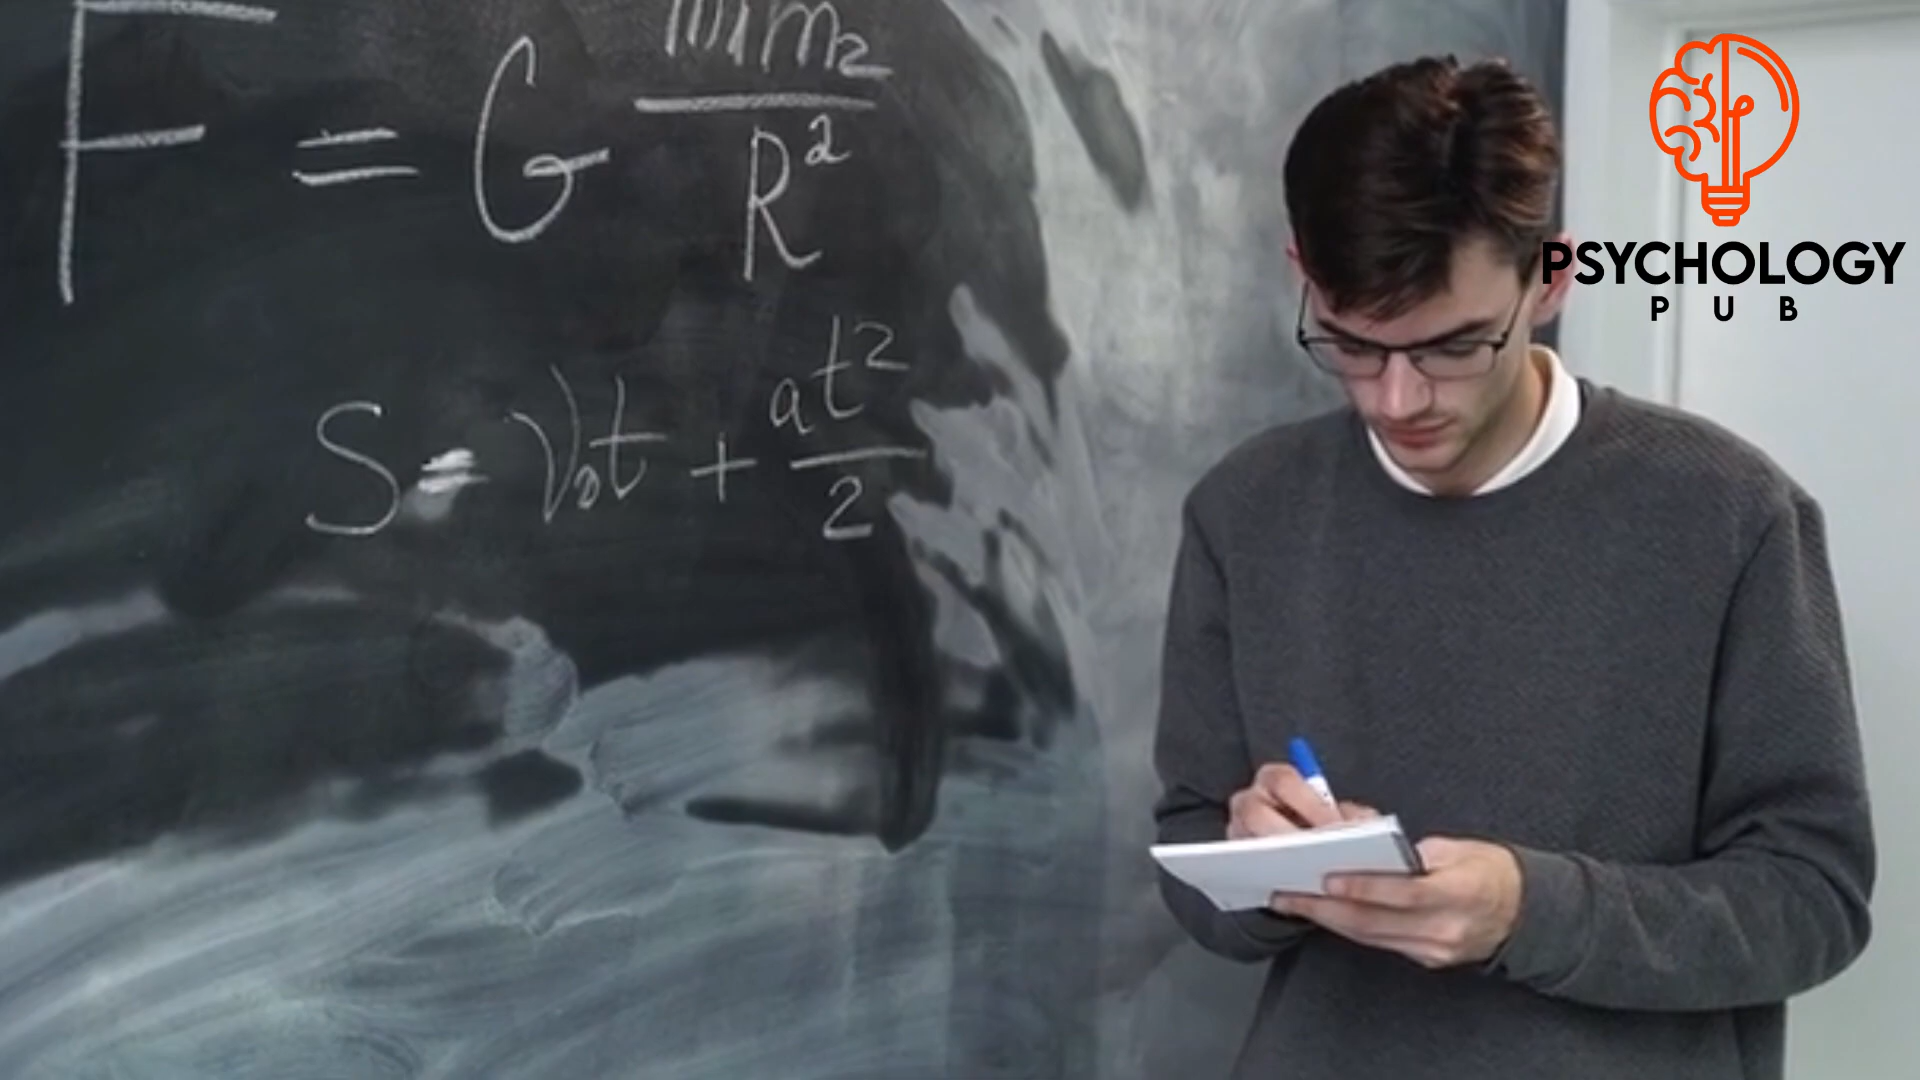 F = G m1m2 / R²
S = V₀t + at² / 2
PSYCHOLOGY
PUB